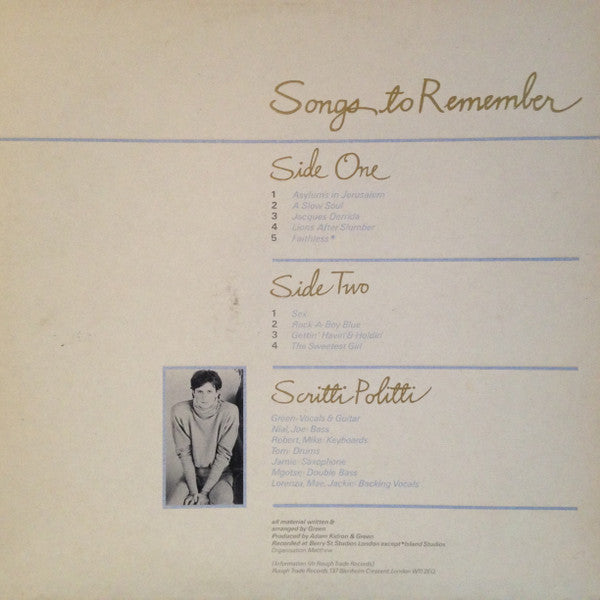 Songs to Remember
Side One
1 Asylums in Jerusalem
2 A Slow Soul
3 Jacques Derrida
4 Lions After Slumber
5 Faithless*
Side Two
1 Sex
2 Rock-A-Boy Blue
3 Gettin' Havin' & Holdin'
4 The Sweetest Girl
Scritti Politti
Green-Vocals & Guitar
Nial, Joe: Bass
Robert, Mike: Keyboards
Tom: Drums
Jamie: Saxophone
Mgotse: Double Bass
Lorenza, Mae, Jackie: Backing Vocals
all material written &
arranged by Green
Produced by Adam Kidron & Green
Recorded at Berry St. Studios London except *Island Studios
Organisation Matthew
(Information c/o Rough Trade Records)
Rough Trade Records 137 Blenheim Crescent London W11 2EQ